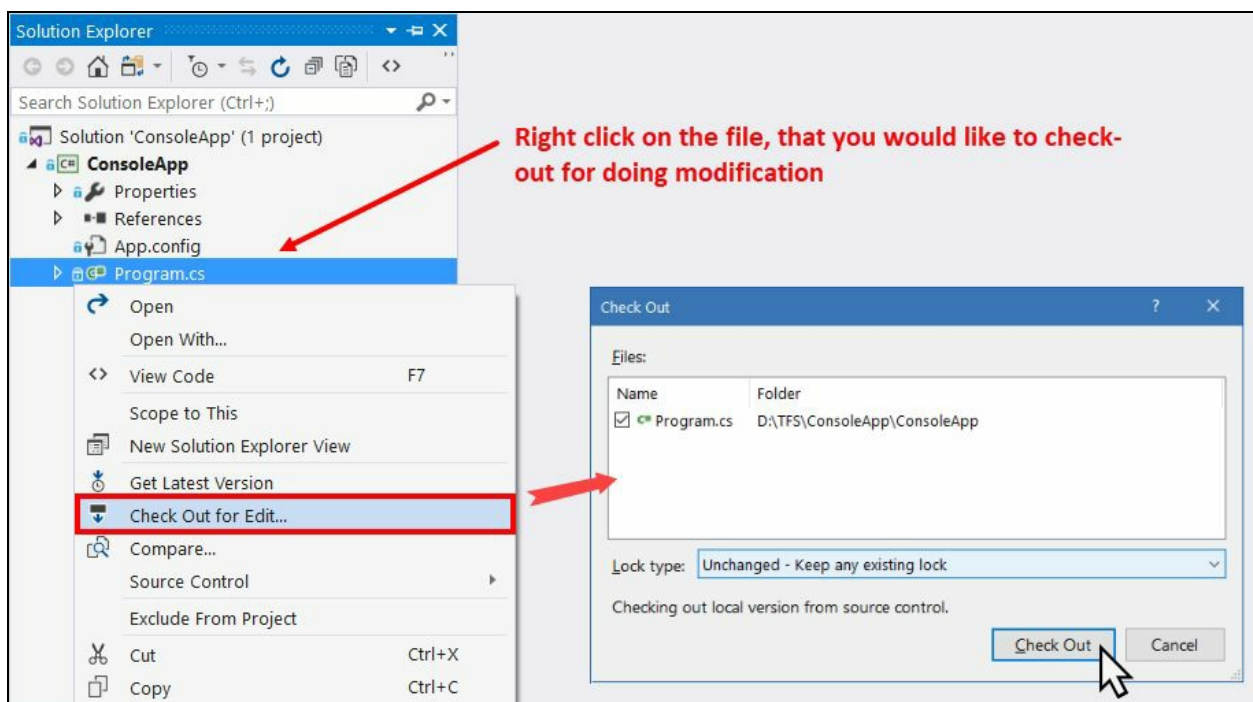 Solution Explorer
Search Solution Explorer (Ctrl+;)
Solution 'ConsoleApp' (1 project)
C# ConsoleApp
Properties
References
App.config
C# Program.cs
Right click on the file, that you would like to check-
out for doing modification
Open
Open With...
View Code F7
Scope to This
New Solution Explorer View
Get Latest Version
Check Out for Edit...
Compare...
Source Control
Exclude From Project
Cut Ctrl+X
Copy Ctrl+C
Check Out ?
Files:
Name Folder
C# Program.cs D:\TFS\ConsoleApp\ConsoleApp
Lock type: Unchanged - Keep any existing lock
Checking out local version from source control.
Check Out Cancel